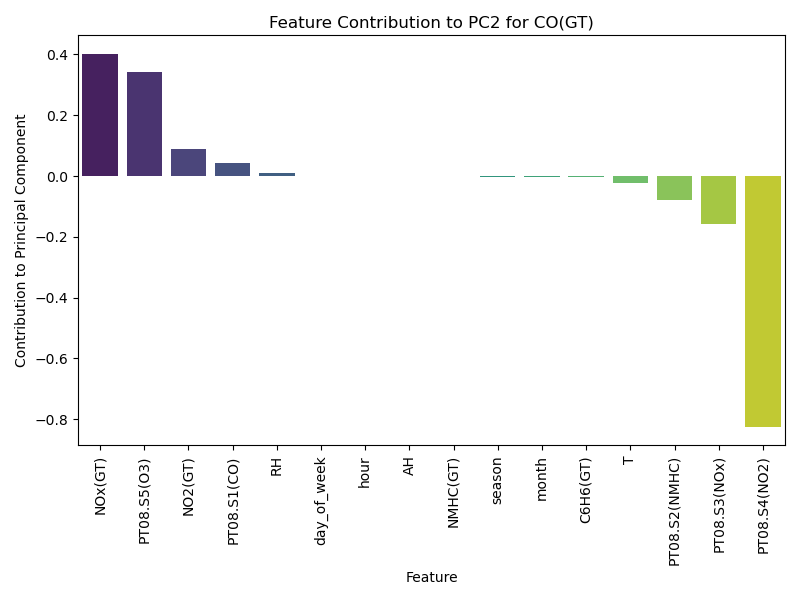 Feature Contribution to PC2 for CO(GT)
Contribution to Principal Component
0.4
0.2
0.0
−0.2
−0.4
−0.6
−0.8
NOx(GT)
PT08.S5(O3)
NO2(GT)
PT08.S1(CO)
RH
day_of_week
hour
AH
NMHC(GT)
season
month
C6H6(GT)
T
PT08.S2(NMHC)
PT08.S3(NOx)
PT08.S4(NO2)
Feature